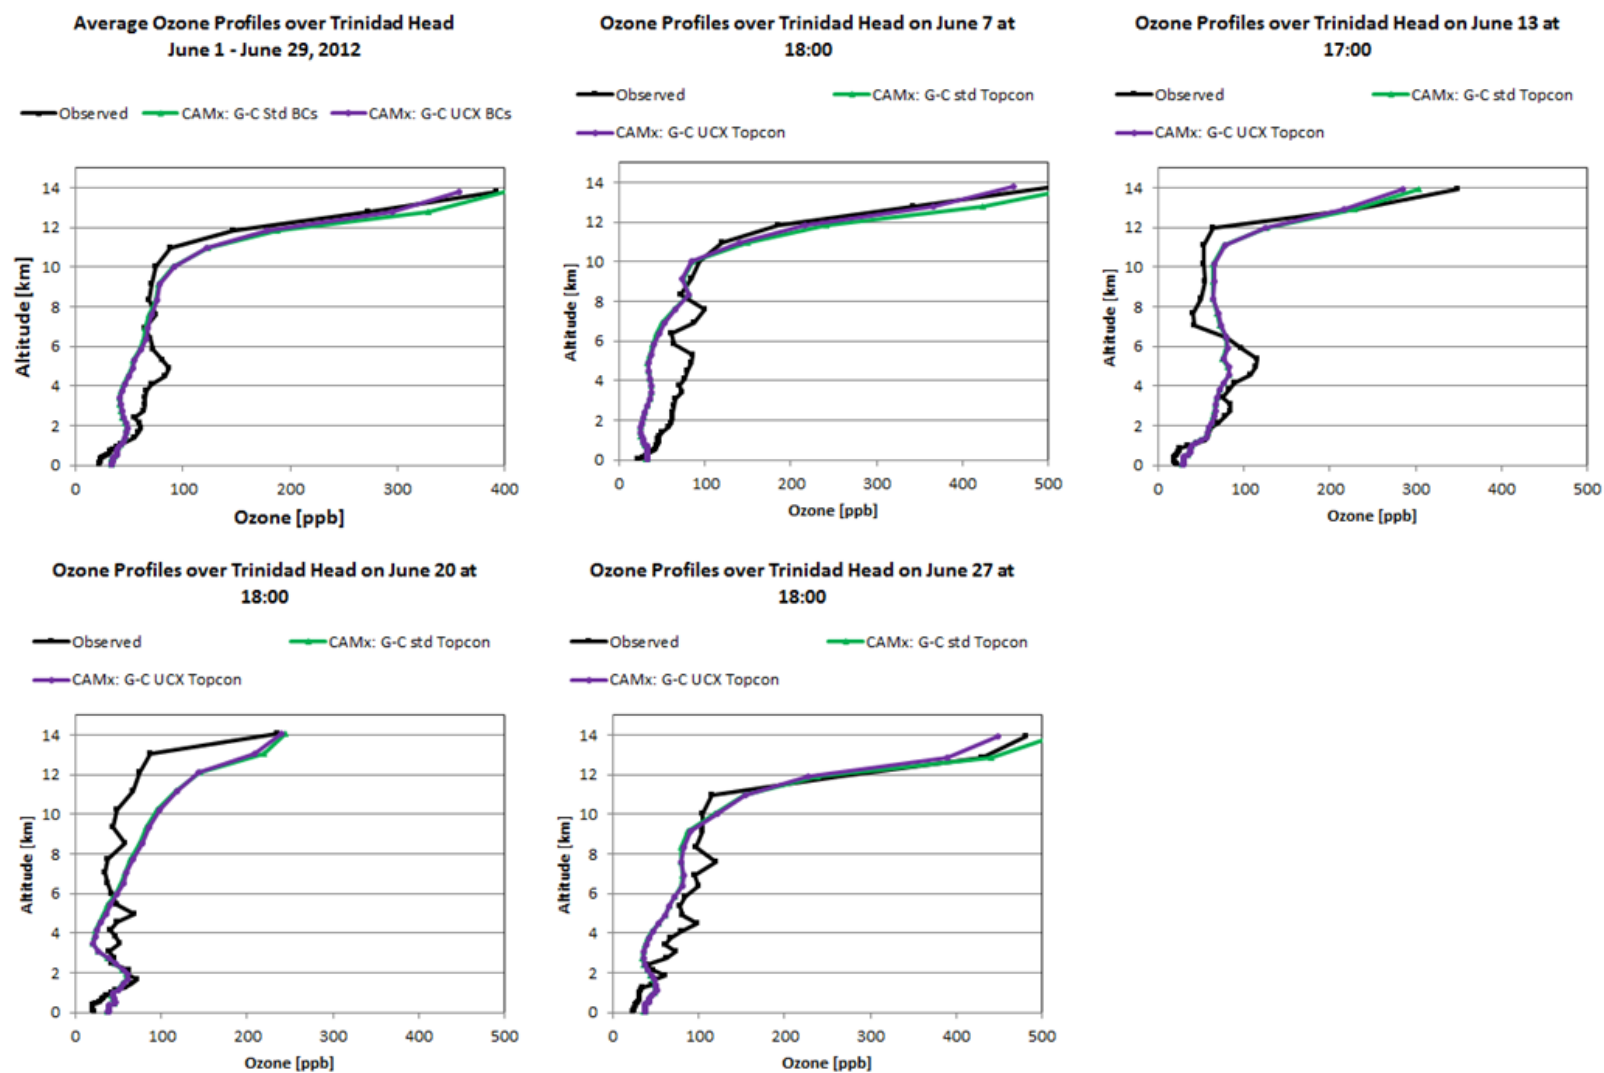 Average Ozone Profiles over Trinidad Head
June 1 - June 29, 2012
Observed CAMx: G-C Std BCs CAMx: G-C UCX BCs
14
12
10
8
6
4
2
0
Altitude [km]
0 100 200 300 400
Ozone [ppb]
Ozone Profiles over Trinidad Head on June 7 at
18:00
Observed CAMx: G-C std Topcon
CAMx: G-C UCX Topcon
14
12
10
8
6
4
2
0
Altitude [km]
0 100 200 300 400 500
Ozone [ppb]
Ozone Profiles over Trinidad Head on June 13 at
17:00
Observed CAMx: G-C std Topcon
CAMx: G-C UCX Topcon
14
12
10
8
6
4
2
0
Altitude [km]
0 100 200 300 400 500
Ozone [ppb]
Ozone Profiles over Trinidad Head on June 20 at
18:00
Observed CAMx: G-C std Topcon
CAMx: G-C UCX Topcon
14
12
10
8
6
4
2
0
Altitude [km]
0 100 200 300 400 500
Ozone [ppb]
Ozone Profiles over Trinidad Head on June 27 at
18:00
Observed CAMx: G-C std Topcon
CAMx: G-C UCX Topcon
14
12
10
8
6
4
2
0
Altitude [km]
0 100 200 300 400 500
Ozone [ppb]